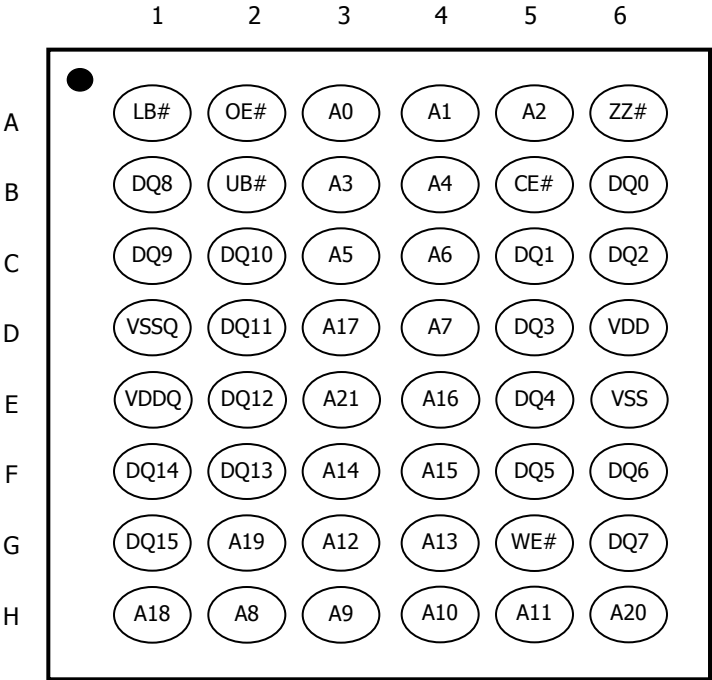 1 2 3 4 5 6
A LB# OE# A0 A1 A2 ZZ#
B DQ8 UB# A3 A4 CE# DQ0
C DQ9 DQ10 A5 A6 DQ1 DQ2
D VSSQ DQ11 A17 A7 DQ3 VDD
E VDDQ DQ12 A21 A16 DQ4 VSS
F DQ14 DQ13 A14 A15 DQ5 DQ6
G DQ15 A19 A12 A13 WE# DQ7
H A18 A8 A9 A10 A11 A20